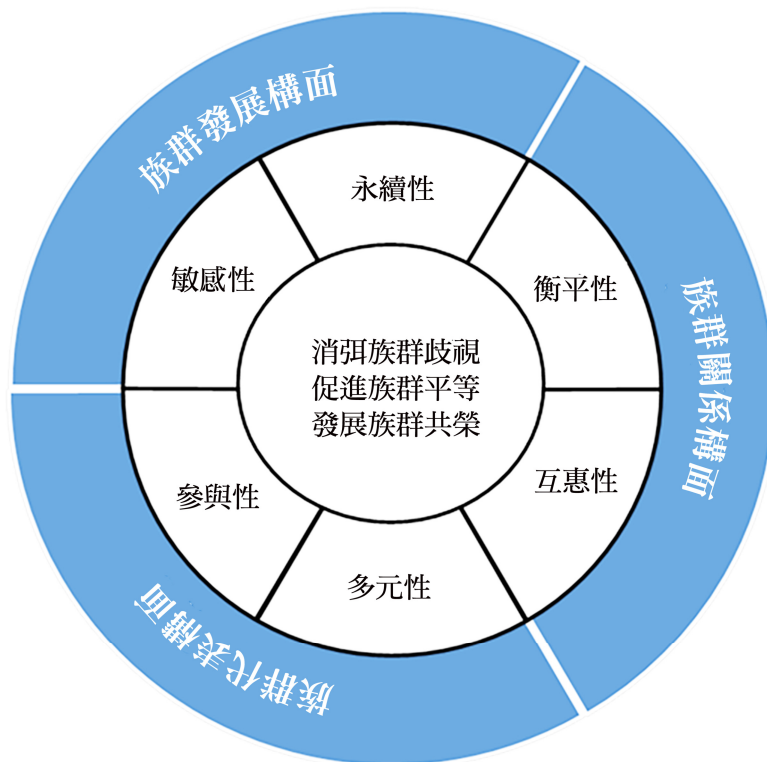 族群發展構面
永續性
敏感性
衡平性
族群關係構面
消弭族群歧視
促進族群平等
發展族群共榮
參與性
互惠性
多元性
族群代表構面